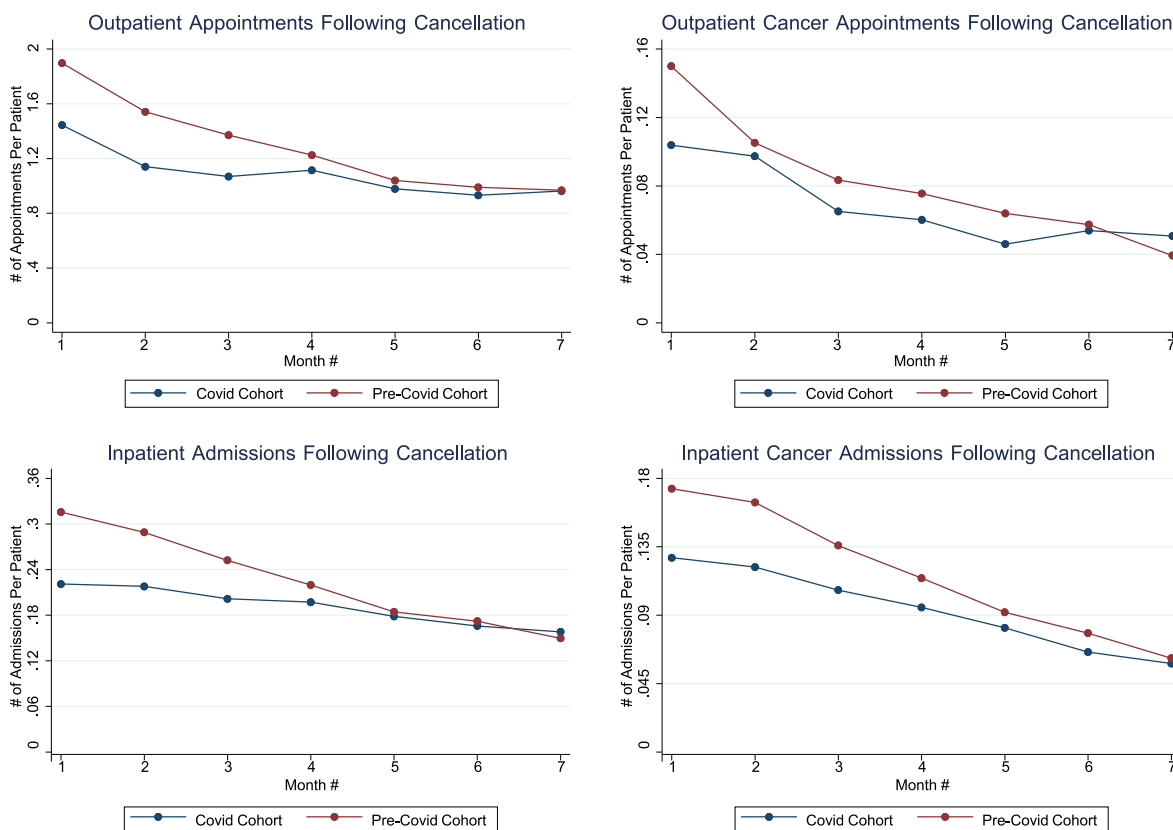 Outpatient Appointments Following Cancellation
# of Appointments Per Patient
2
1.6
1.2
.8
.4
0
1 2 3 4 5 6 7
Month #
Covid Cohort Pre-Covid Cohort
Outpatient Cancer Appointments Following Cancellation
# of Appointments Per Patient
.16
.12
.08
.04
0
1 2 3 4 5 6 7
Month #
Covid Cohort Pre-Covid Cohort
Inpatient Admissions Following Cancellation
# of Admissions Per Patient
.36
.3
.24
.18
.12
.06
0
1 2 3 4 5 6 7
Month #
Covid Cohort Pre-Covid Cohort
Inpatient Cancer Admissions Following Cancellation
# of Admissions Per Patient
.18
.135
.09
.045
0
1 2 3 4 5 6 7
Month #
Covid Cohort Pre-Covid Cohort